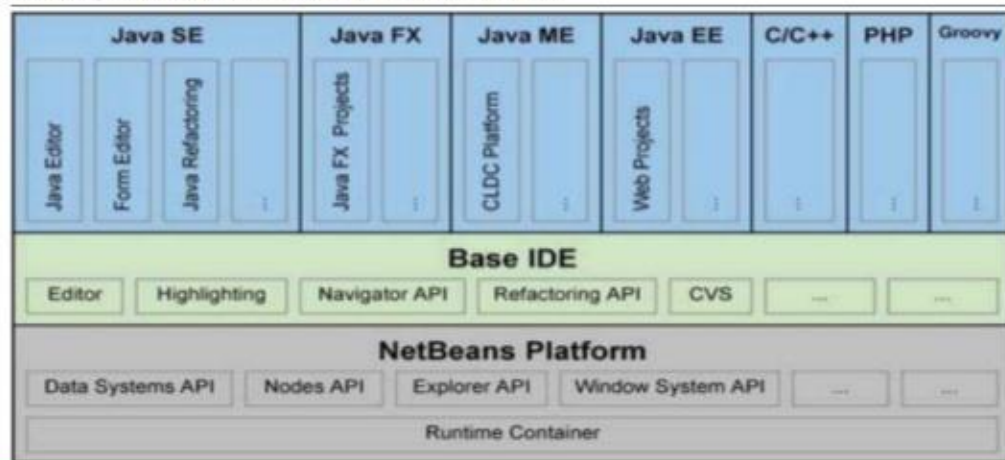 Java SE Java FX Java ME Java EE C/C++ PHP Groovy
Java Editor
Form Editor
Java Refactoring
...
Java FX Projects
...
CLDC Platform
...
Web Projects
...
...
...
...
Base IDE
Editor Highlighting Navigator API Refactoring API CVS ... ...
NetBeans Platform
Data Systems API Nodes API Explorer API Window System API ... ...
Runtime Container